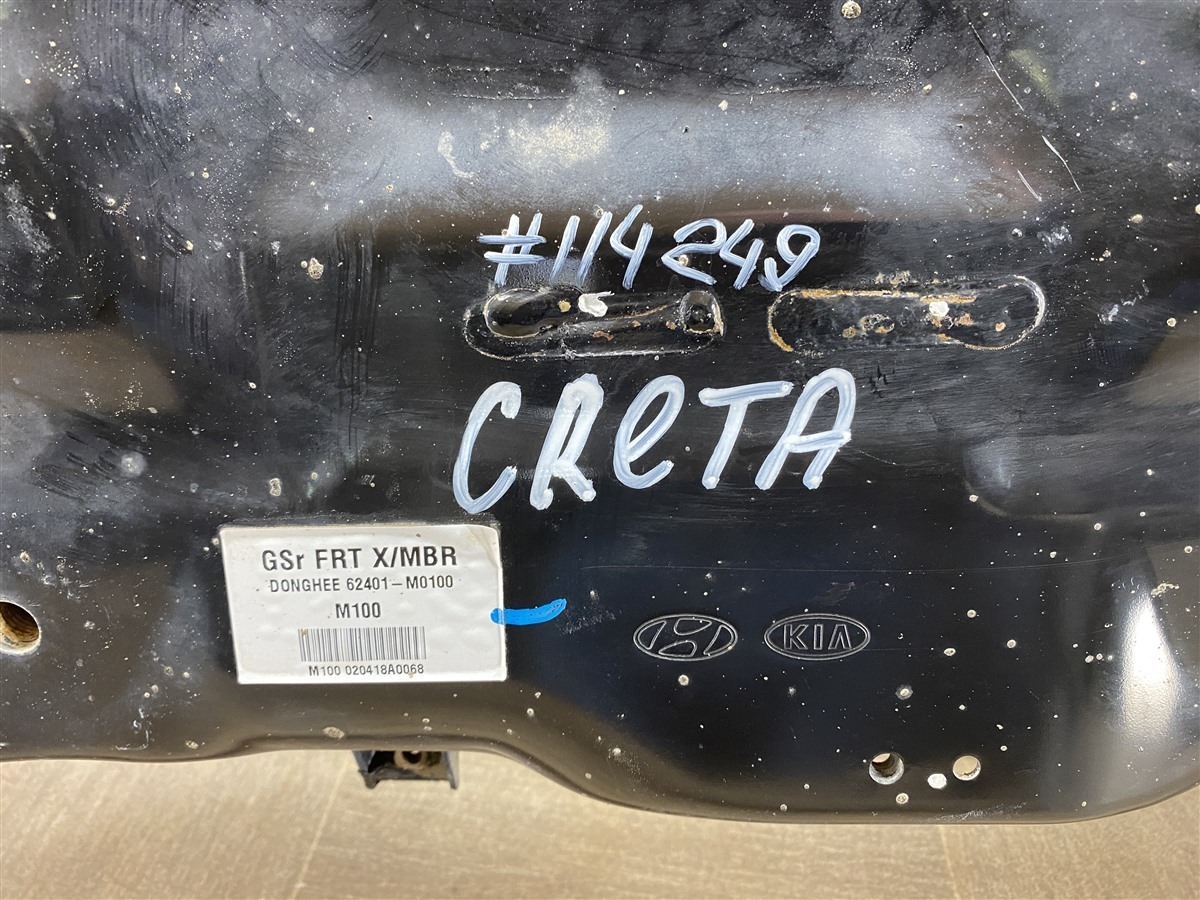 #114249
CReTA
GSr FRT X/MBR
DONGHEE 62401-M0100
M100
M100 020418A0068
KIA